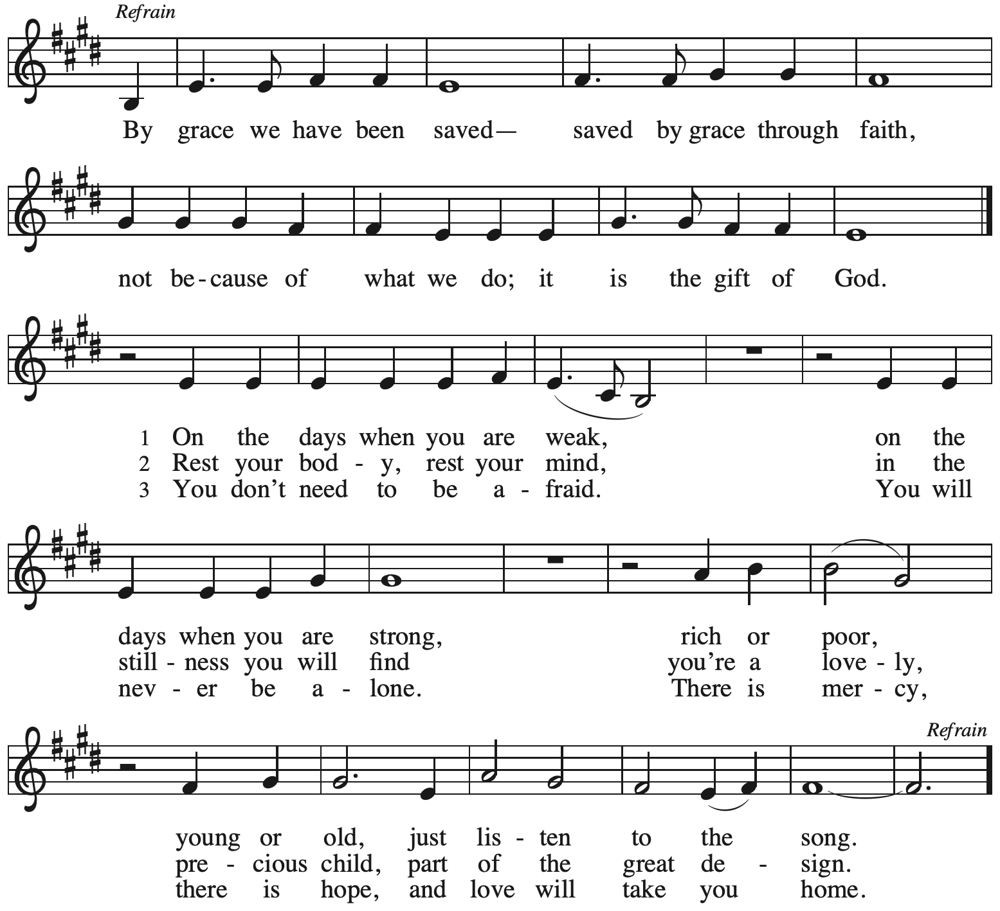 Refrain
By grace we have been saved— saved by grace through faith,
not be - cause of what we do; it is the gift of God.
1 On the days when you are weak, on the
2 Rest your bod - y, rest your mind, in the
3 You don't need to be a - fraid. You will
days when you are strong, rich or poor,
still - ness you will find you're a love - ly,
nev - er be a - lone. There is mer - cy,
Refrain
young or old, just lis - ten to the song.
pre - cious child, part of the great de - sign.
there is hope, and love will take you home.